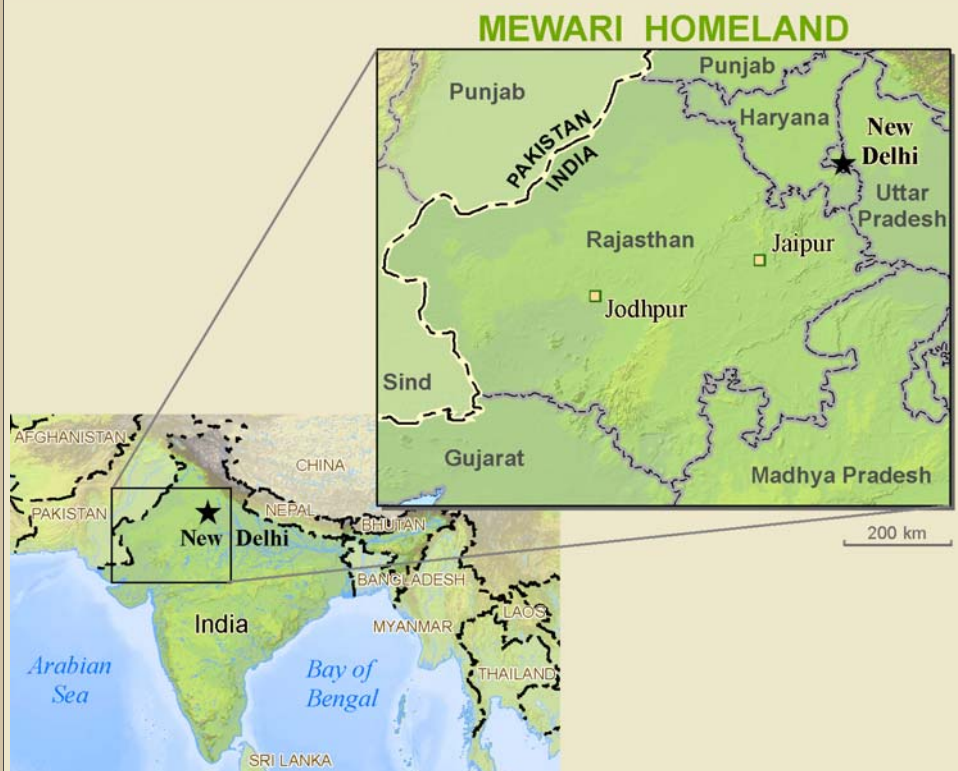 MEWARI HOMELAND
Punjab
Punjab
Haryana
New
Delhi
PAKISTAN
INDIA
Uttar
Pradesh
Rajasthan
Jaipur
Jodhpur
Sind
Gujarat
Madhya Pradesh
200 km
AFGHANISTAN
CHINA
PAKISTAN
NEPAL
BHUTAN
New Delhi
BANGLADESH
India
MYANMAR
LAOS
Arabian
Sea
Bay of
Bengal
THAILAND
SRI LANKA